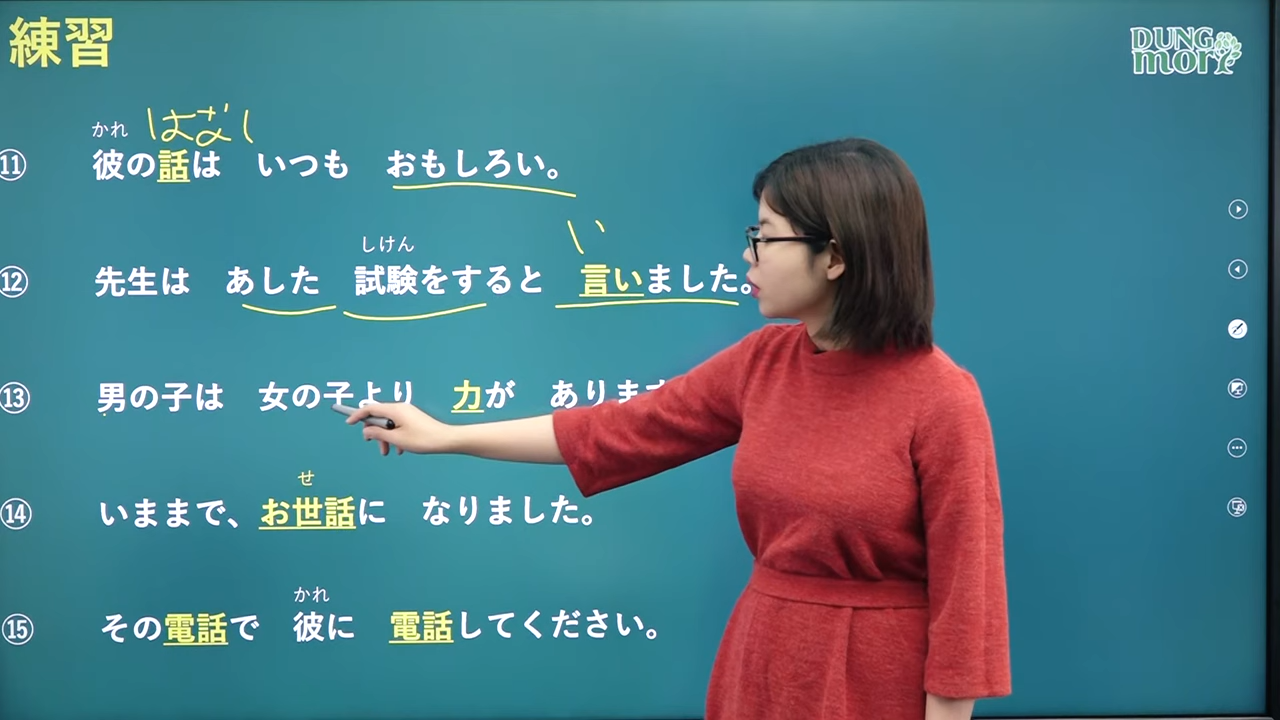 練習
DUNG
mori
かれ はなし
⑪ 彼の話は いつも おもしろい。
い
しけん
⑫ 先生は あした 試験をすると 言いました。
⑬ 男の子は 女の子より 力が あります
せ
⑭ いままで、お世話に なりました。
かれ
⑮ その電話で 彼に 電話してください。